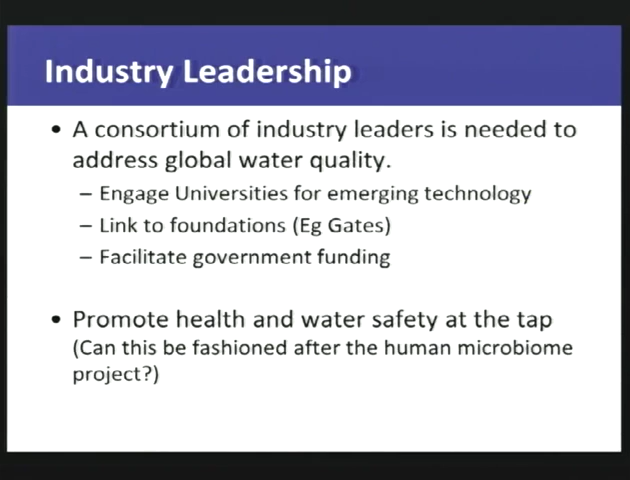 Industry Leadership
• A consortium of industry leaders is needed to
address global water quality.
– Engage Universities for emerging technology
– Link to foundations (Eg Gates)
– Facilitate government funding
• Promote health and water safety at the tap
(Can this be fashioned after the human microbiome
project?)